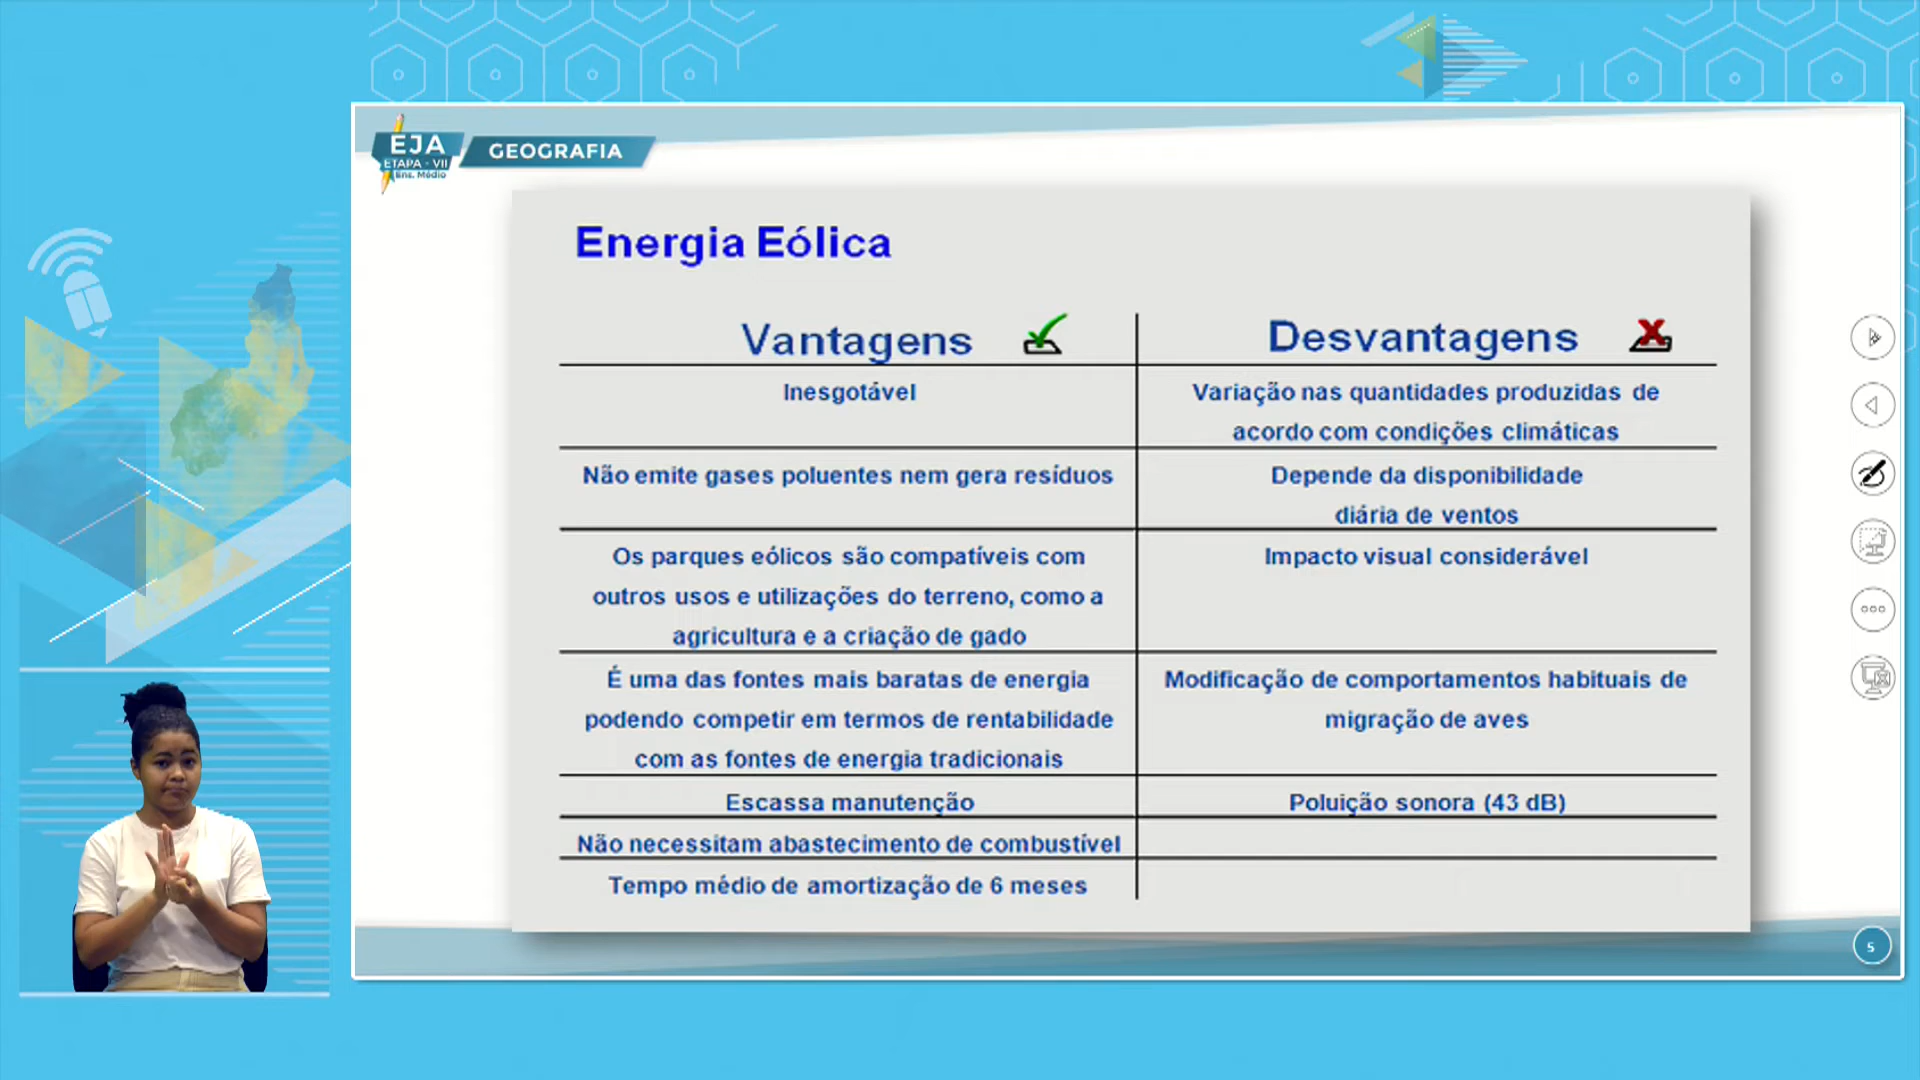 EJA
ETAPA - VII
Ens. Médio
GEOGRAFIA
Energia Eólica
Vantagens
Desvantagens
Inesgotável
Variação nas quantidades produzidas de
acordo com condições climáticas
Não emite gases poluentes nem gera resíduos
Depende da disponibilidade
diária de ventos
Os parques eólicos são compatíveis com
outros usos e utilizações do terreno, como a
agricultura e a criação de gado
Impacto visual considerável
É uma das fontes mais baratas de energia
podendo competir em termos de rentabilidade
com as fontes de energia tradicionais
Modificação de comportamentos habituais de
migração de aves
Escassa manutenção
Poluição sonora (43 dB)
Não necessitam abastecimento de combustível
Tempo médio de amortização de 6 meses
5